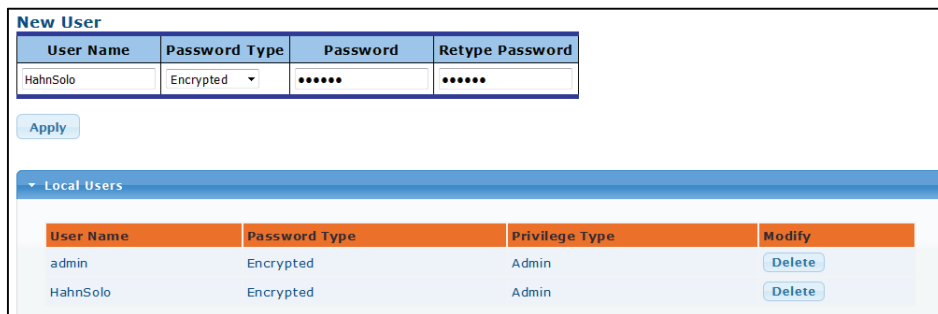 New User
User Name Password Type Password Retype Password
HahnSolo Encrypted •••••• ••••••
Apply
Local Users
User Name Password Type Privilege Type Modify
admin Encrypted Admin Delete
HahnSolo Encrypted Admin Delete